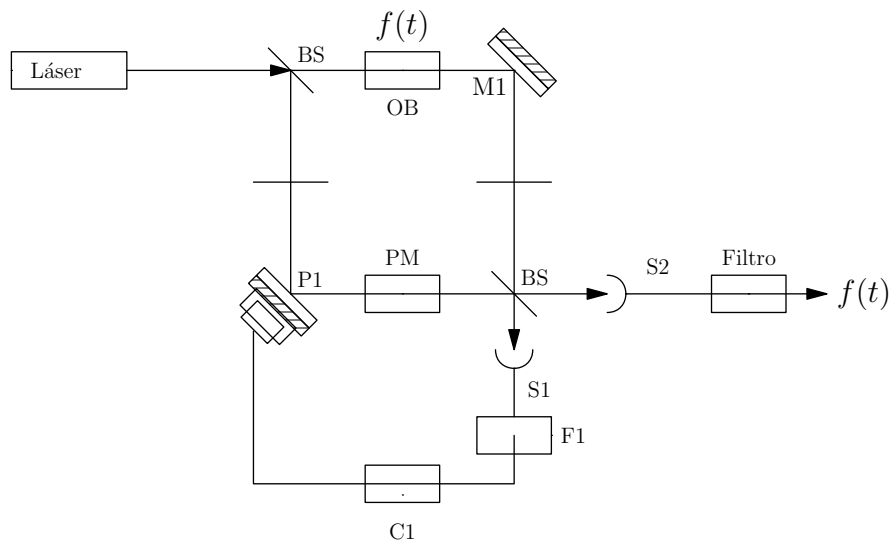 f(t)
BS
Láser
M1
OB
PM
Filtro
P1
BS
S2
f(t)
S1
F1
C1